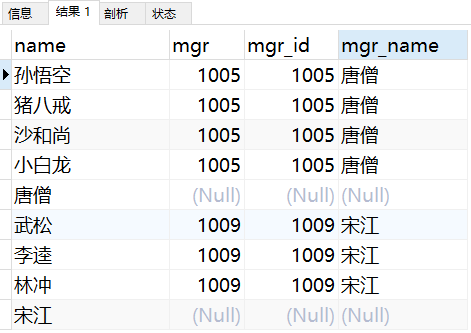 信息 结果 1 剖析 状态
name mgr mgr_id mgr_name
孙悟空 1005 1005 唐僧
猪八戒 1005 1005 唐僧
沙和尚 1005 1005 唐僧
小白龙 1005 1005 唐僧
唐僧 (Null) (Null) (Null)
武松 1009 1009 宋江
李逵 1009 1009 宋江
林冲 1009 1009 宋江
宋江 (Null) (Null) (Null)